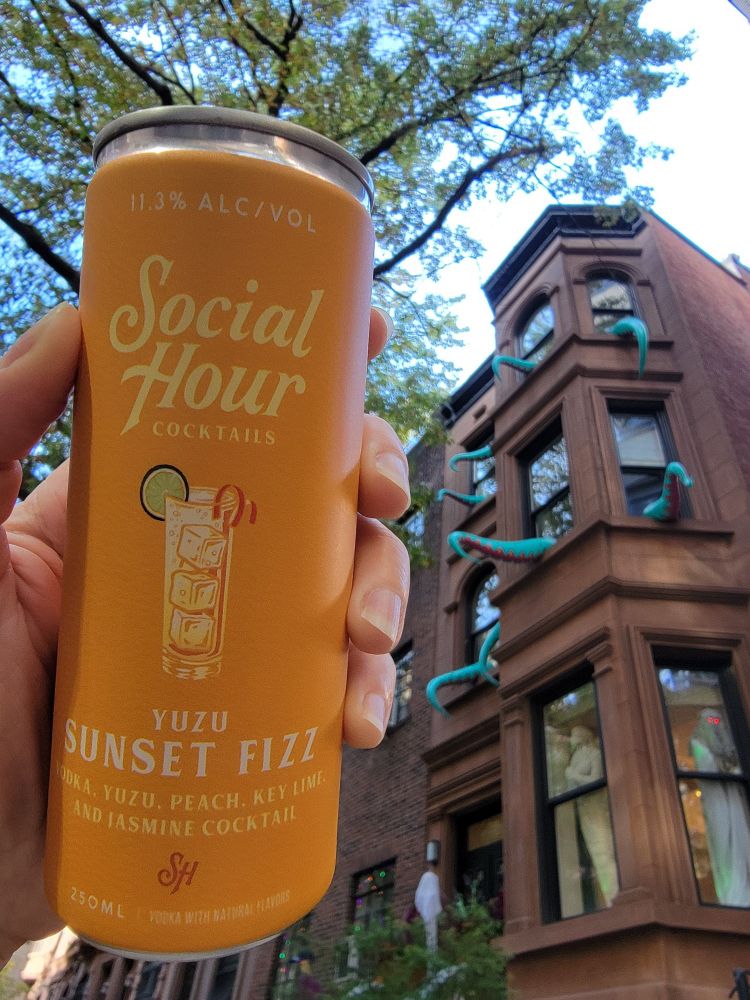 11.3% ALC/VOL
Social
Hour
COCKTAILS
YUZU
SUNSET FIZZ
VODKA, YUZU, PEACH, KEY LIME,
AND JASMINE COCKTAIL
SH
250ML | VODKA WITH NATURAL FLAVORS